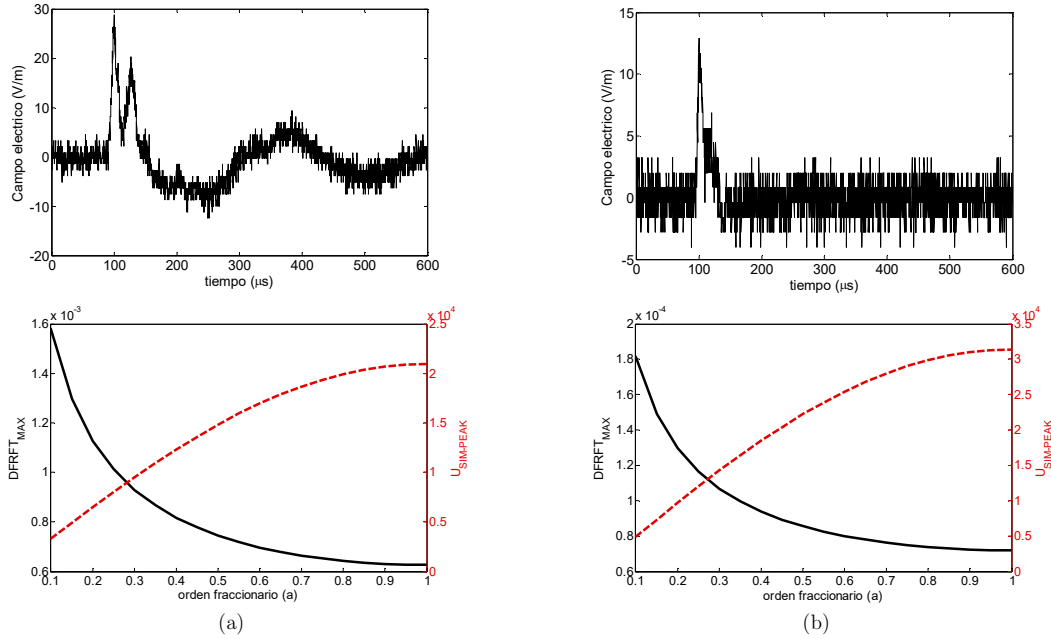 30
20
10
0
-10
-20
Campo electrico (V/m)
0 100 200 300 400 500 600
tiempo (μs)
15
10
5
0
-5
Campo electrico (V/m)
0 100 200 300 400 500 600
tiempo (μs)
x 10⁻³
1.6
1.4
1.2
1
0.8
0.6
DFRFT_MAX
x 10⁴
2.5
2
1.5
1
0.5
0
U_SIM-PEAK
0.1 0.2 0.3 0.4 0.5 0.6 0.7 0.8 0.9 1
orden fraccionario (a)
(a)
x 10⁻⁴
2
1.8
1.6
1.4
1.2
1
0.8
0.6
DFRFT_MAX
x 10⁴
3.5
3
2.5
2
1.5
1
0.5
0
U_SIM-PEAK
0.1 0.2 0.3 0.4 0.5 0.6 0.7 0.8 0.9 1
orden fraccionario (a)
(b)